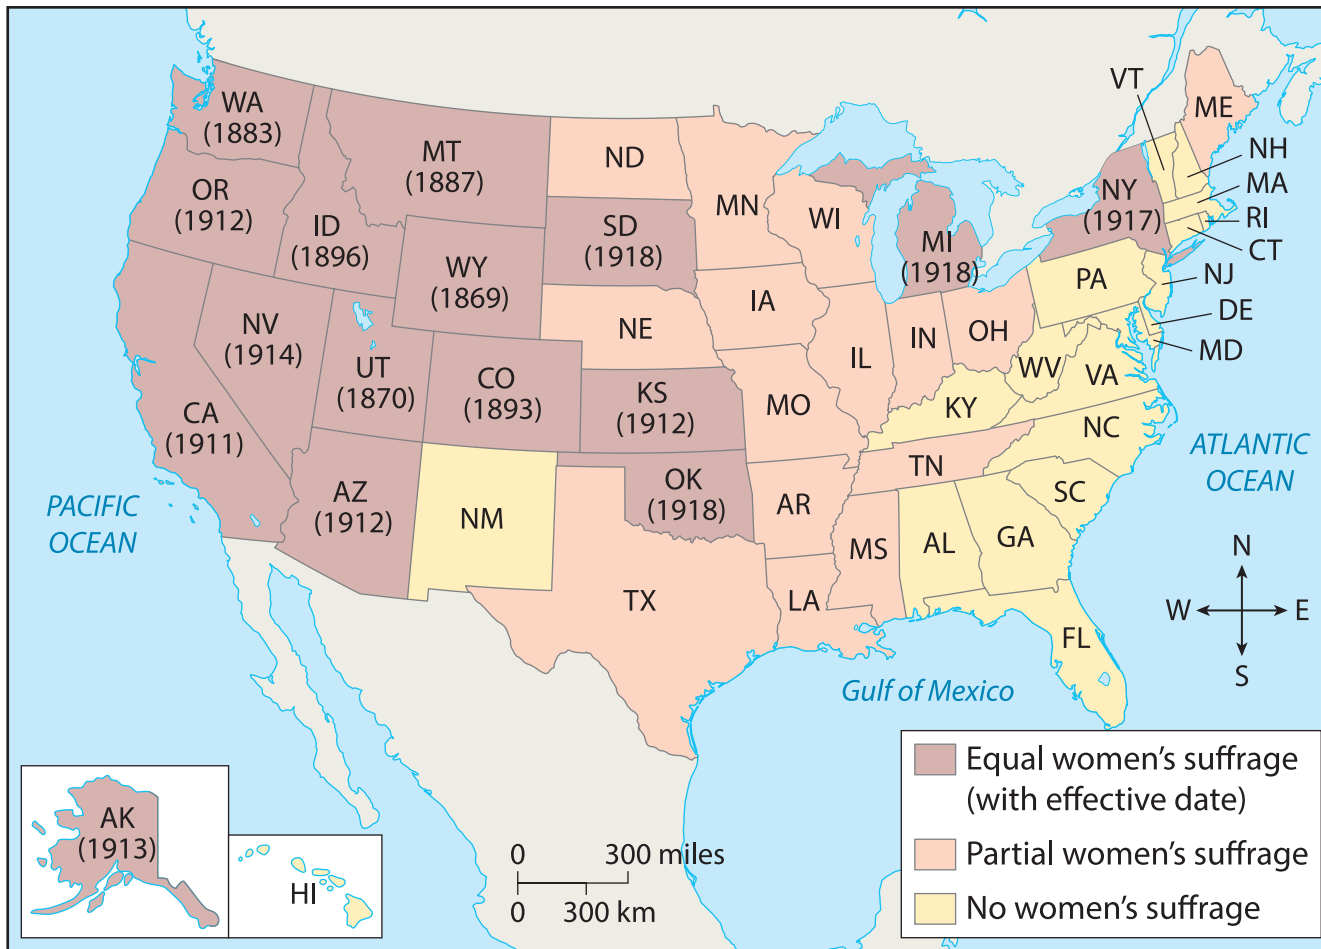 WA
(1883)
OR
(1912)
ID
(1896)
MT
(1887)
WY
(1869)
ND
SD
(1918)
NE
MN
WI
IA
MI
(1918)
NY
(1917)
VT
ME
NH
MA
RI
CT
NJ
DE
MD
PA
OH
IN
IL
MO
KS
(1912)
CO
(1893)
UT
(1870)
NV
(1914)
CA
(1911)
AZ
(1912)
NM
OK
(1918)
AR
TN
KY
WV
VA
NC
SC
GA
AL
MS
LA
TX
FL
PACIFIC
OCEAN
ATLANTIC
OCEAN
Gulf of Mexico
N
W
E
S
AK
(1913)
HI
0 300 miles
0 300 km
Equal women’s suffrage
(with effective date)
Partial women’s suffrage
No women’s suffrage